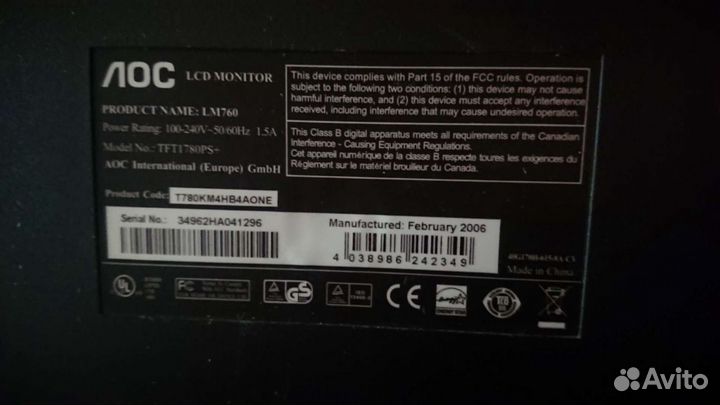 AOC LCD MONITOR
PRODUCT NAME: LM760
Power Rating: 100-240V~50/60Hz 1.5A
Model No.: TFT1780PS+
AOC International (Europe) GmbH
This device complies with Part 15 of the FCC rules. Operation is
subject to the following two conditions: (1) this device may not cause
harmful interference, and (2) this device must accept any interference
received, including interference that may cause undesired operation.
This Class B digital apparatus meets all requirements of the Canadian
Interference - Causing Equipment Regulations.
Cet appareil numérique de la classe B respecte toutes les exigences du
Règlement sur le matériel brouilleur du Canada.
Product Code: T780KM4HB4AONE
Serial No.: 34962HA041296
Manufactured: February 2006
4 038986 242349
Made in China
UL
FC
GS
CE
ENERGY STAR
Avito